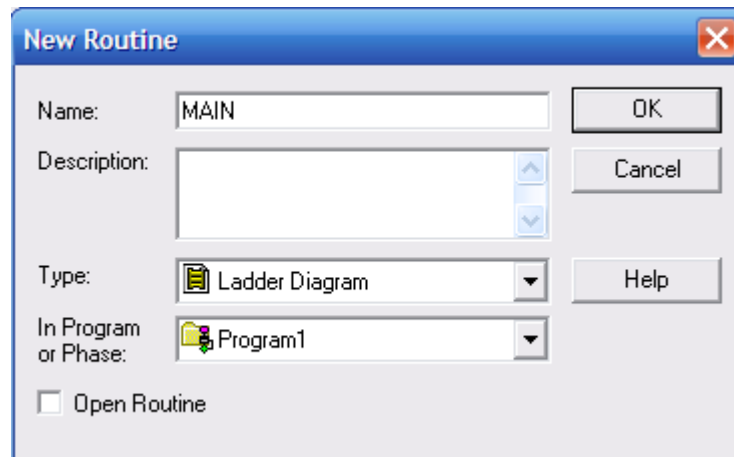 New Routine
Name: MAIN OK
Description: Cancel
Type: Ladder Diagram Help
In Program
or Phase: Program1
Open Routine